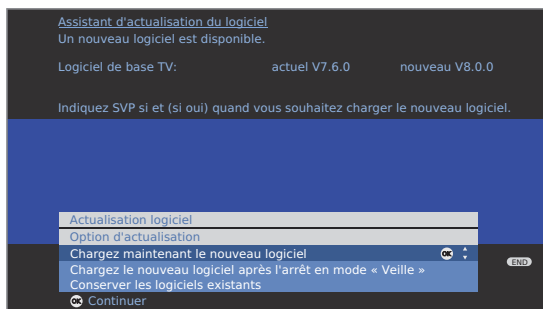 Assistant d'actualisation du logiciel
Un nouveau logiciel est disponible.
Logiciel de base TV: actuel V7.6.0 nouveau V8.0.0
Indiquez SVP si et (si oui) quand vous souhaitez charger le nouveau logiciel.
Actualisation logiciel
Option d'actualisation
Chargez maintenant le nouveau logiciel OK
END
Chargez le nouveau logiciel après l'arrêt en mode « Veille »
Conserver les logiciels existants
OK Continuer